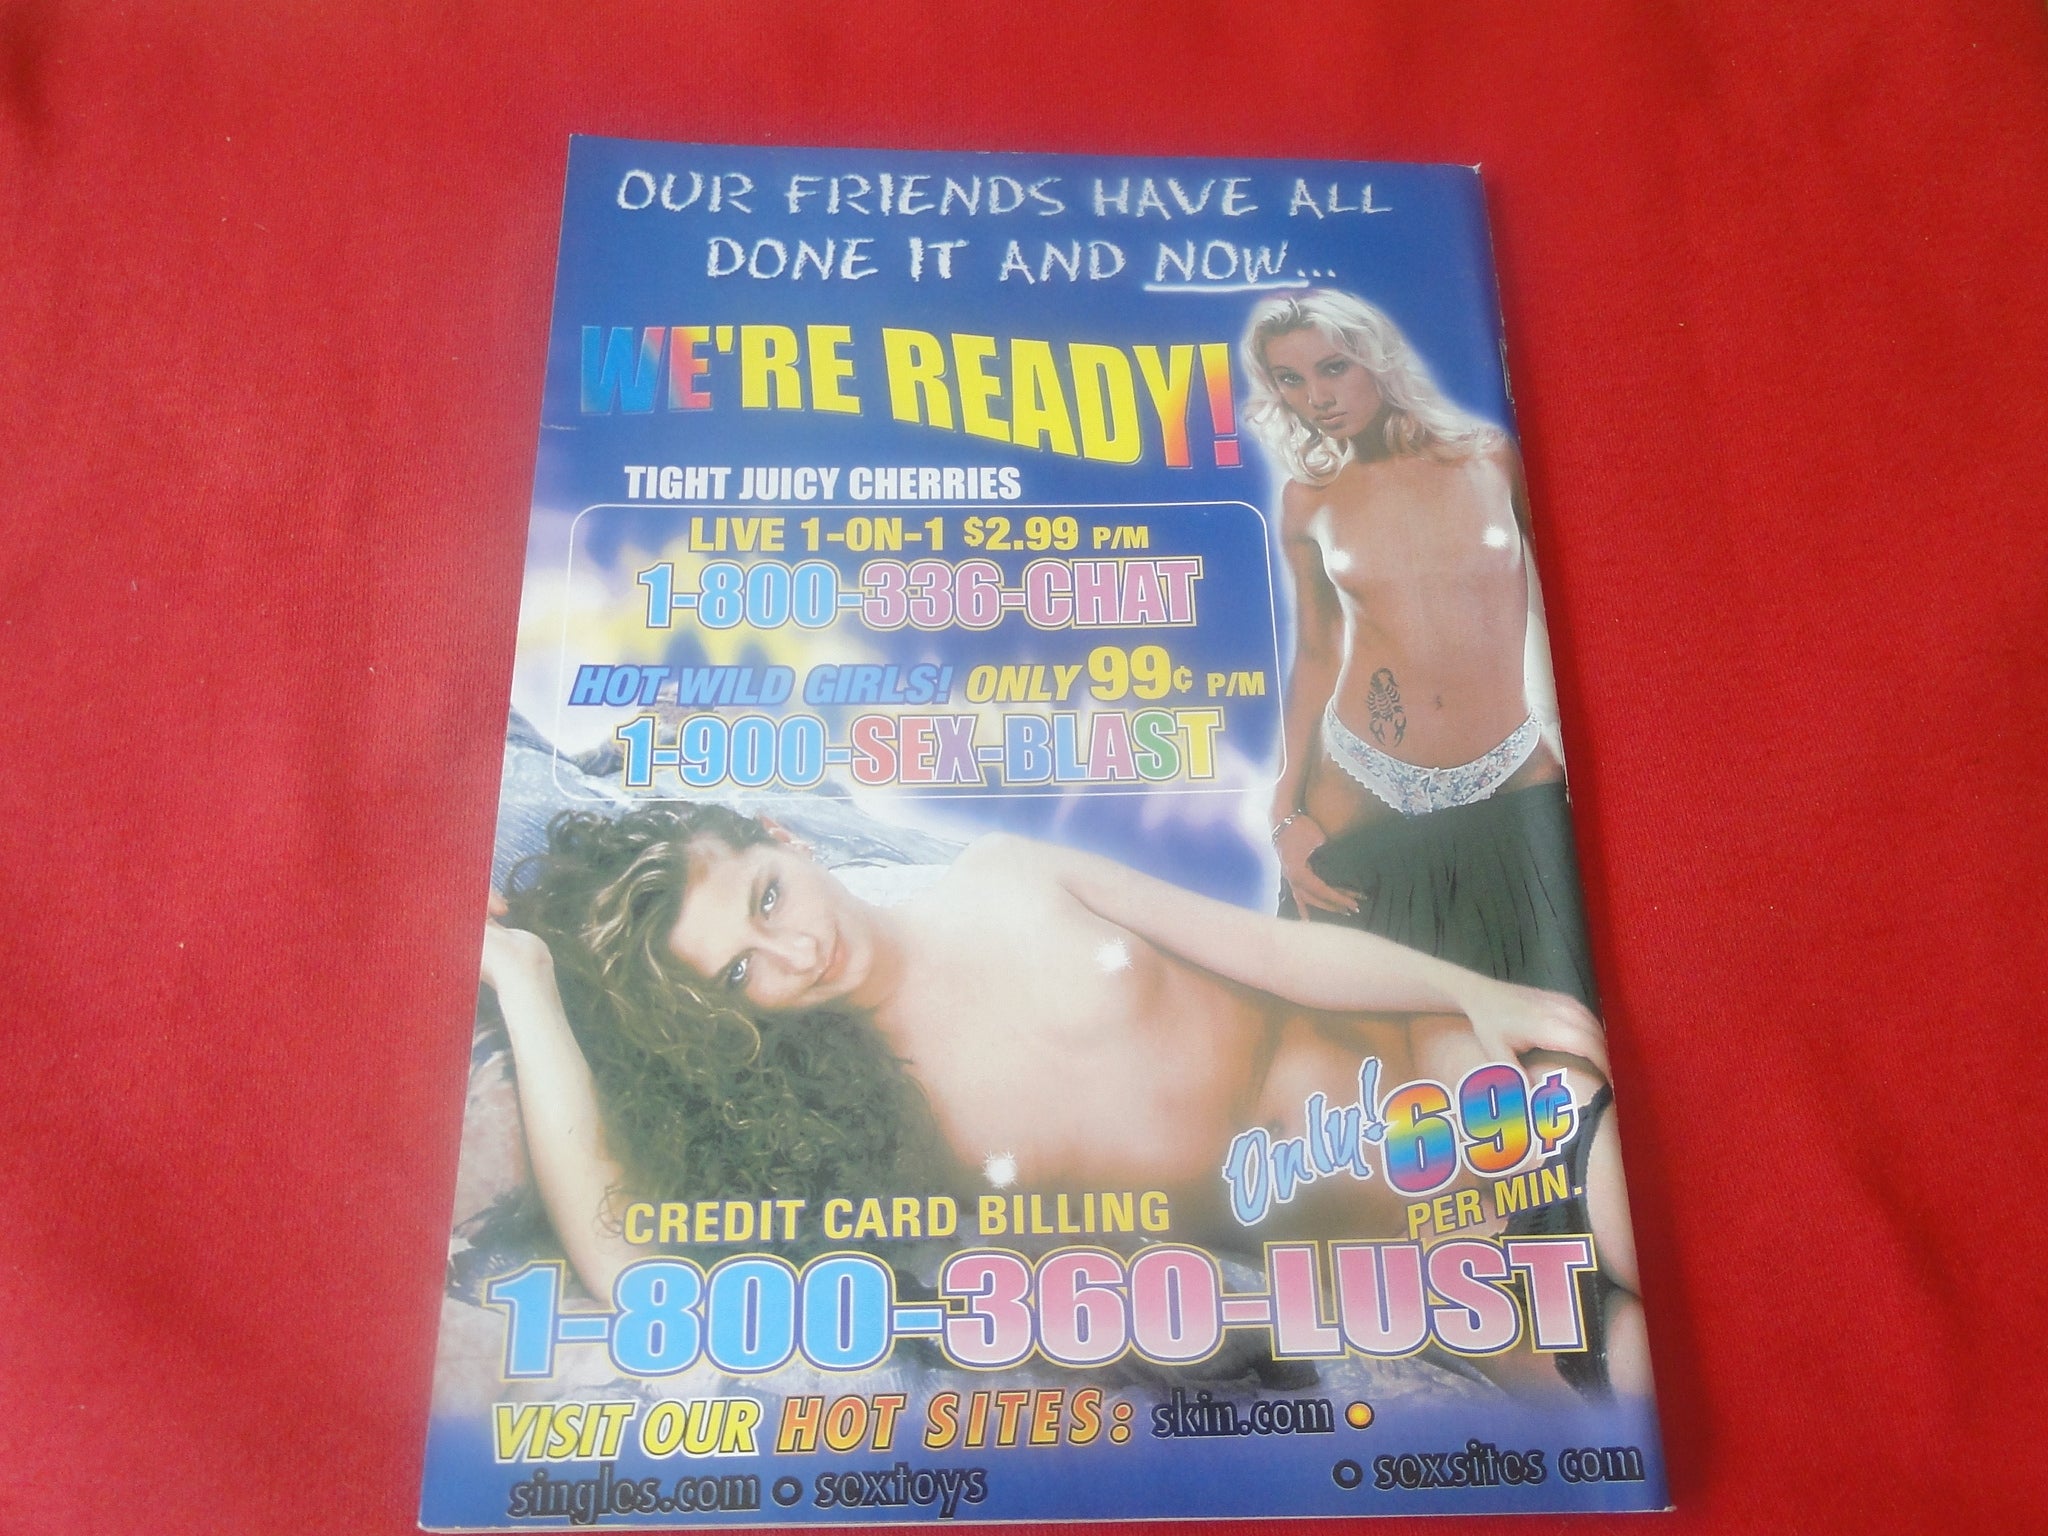 OUR FRIENDS HAVE ALL
DONE IT AND NOW...
WE'RE READY!
TIGHT JUICY CHERRIES
LIVE 1-ON-1 $2.99 P/M
1-800-336-CHAT
HOT WILD GIRLS! ONLY 99¢ P/M
1-900-SEX-BLAST
Only! 69¢
PER MIN.
CREDIT CARD BILLING
1-800-360-LUST
VISIT OUR HOT SITES: skin.com •
singles.com • sextoys
• sexsites com